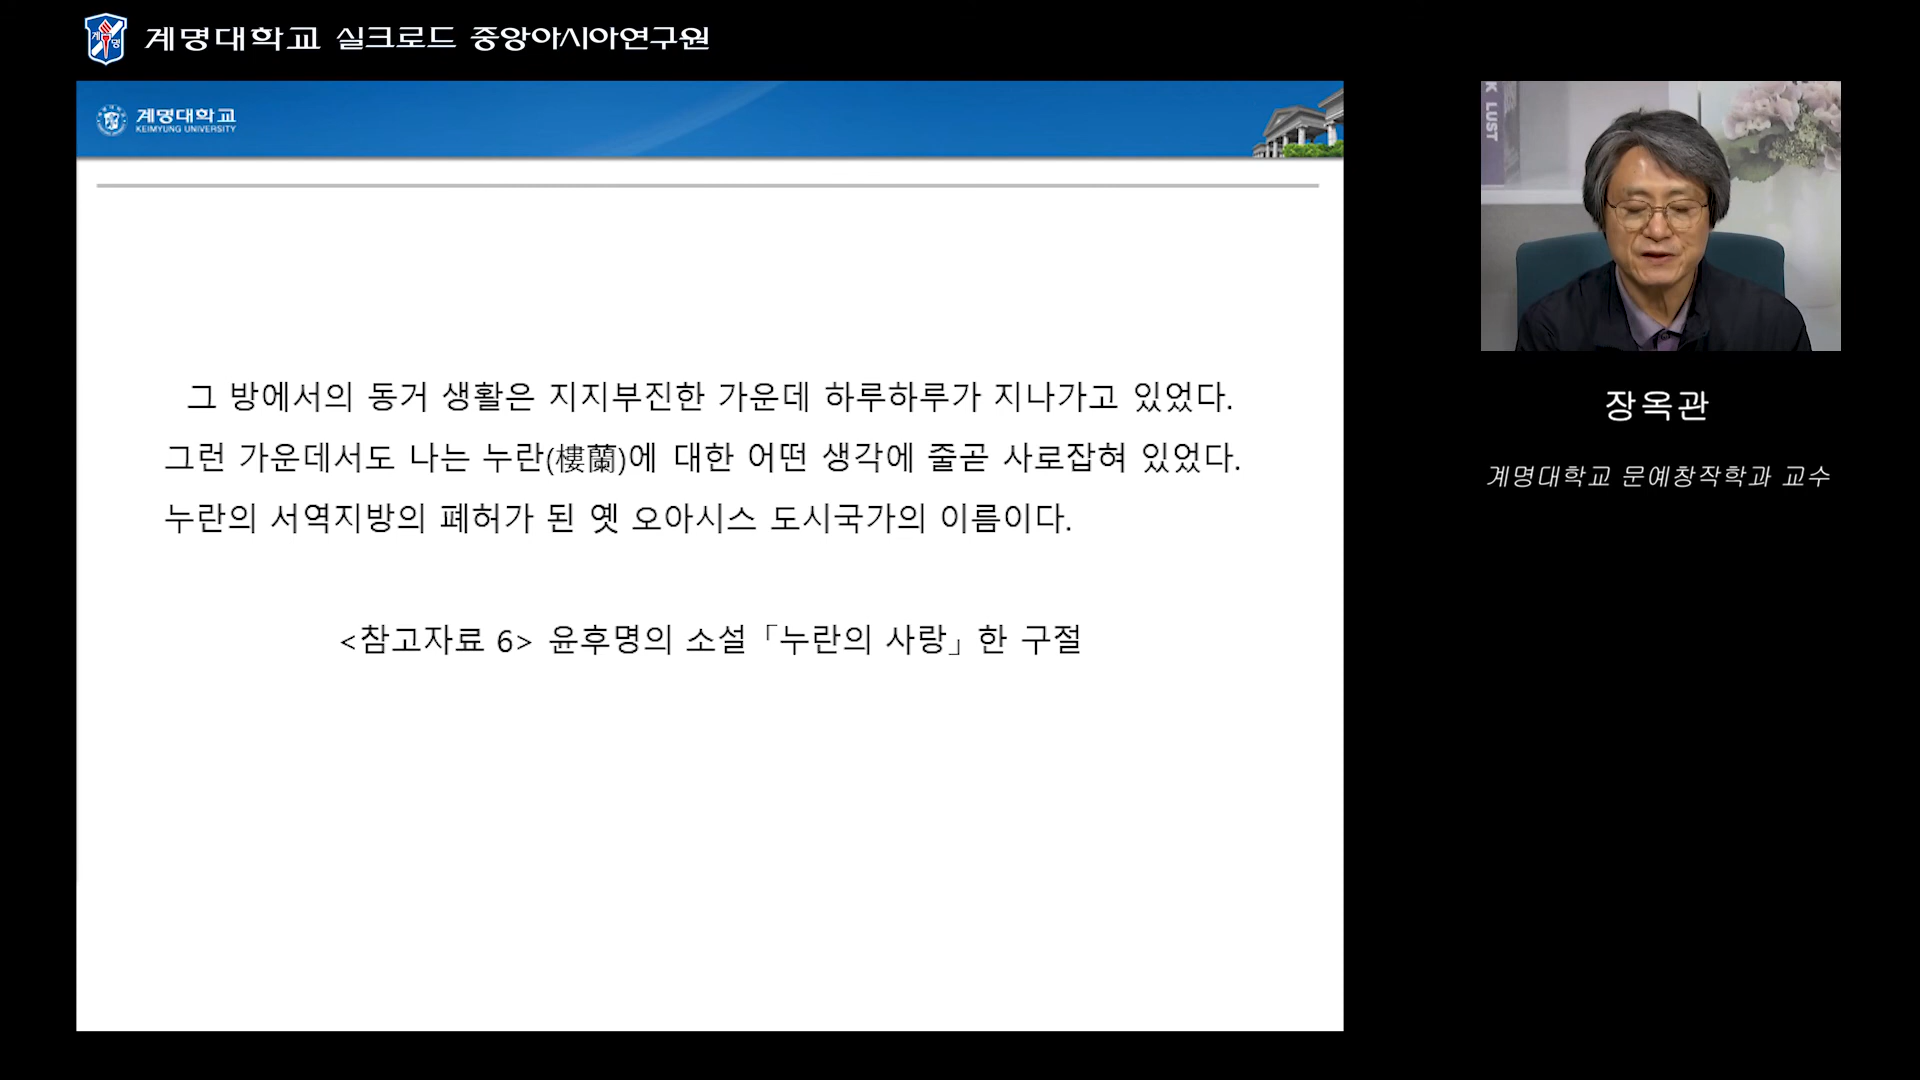 계명대학교 실크로드 중앙아시아연구원
계명대학교
KEIMYUNG UNIVERSITY
K LUST
그 방에서의 동거 생활은 지지부진한 가운데 하루하루가 지나가고 있었다.
그런 가운데서도 나는 누란(樓蘭)에 대한 어떤 생각에 줄곧 사로잡혀 있었다.
누란의 서역지방의 폐허가 된 옛 오아시스 도시국가의 이름이다.
<참고자료 6> 윤후명의 소설「누란의 사랑」한 구절
장옥관
계명대학교 문예창작학과 교수